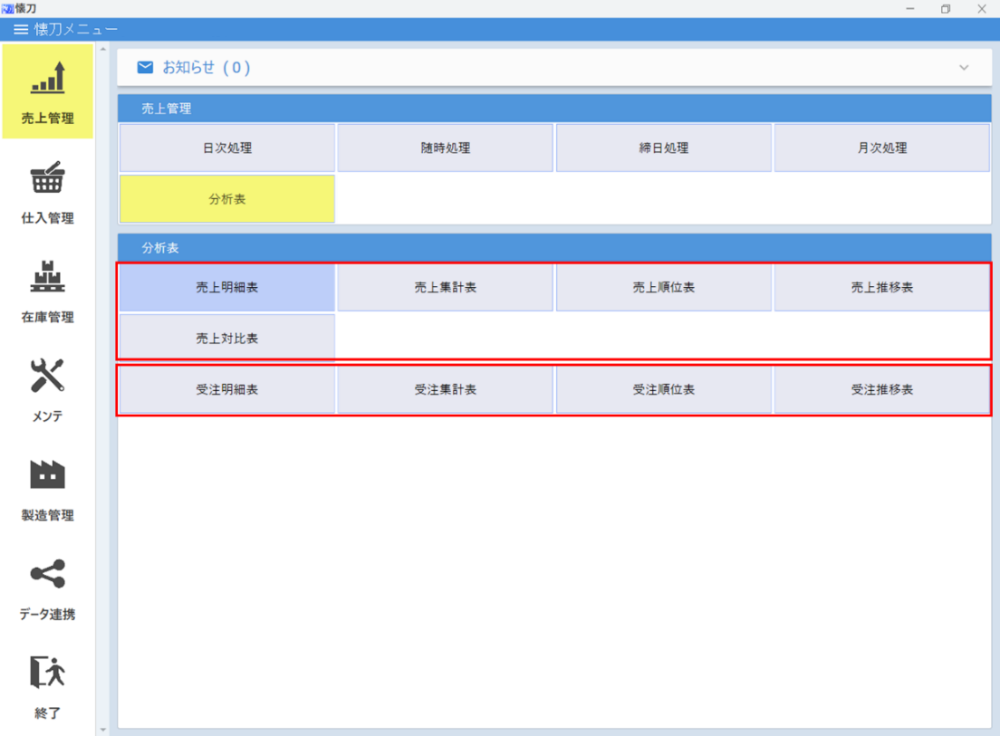 懐刀
懐刀メニュー
売上管理
仕入管理
在庫管理
メンテ
製造管理
データ連携
終了
お知らせ ( 0 )
売上管理
日次処理
随時処理
締日処理
月次処理
分析表
分析表
売上明細表
売上集計表
売上順位表
売上推移表
売上対比表
受注明細表
受注集計表
受注順位表
受注推移表